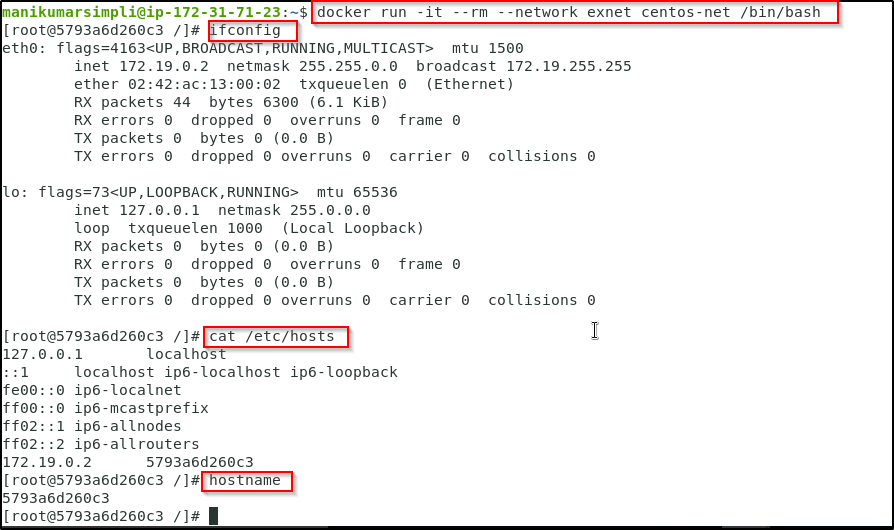 manikumarsimpli@ip-172-31-71-23:~$ docker run -it --rm --network exnet centos-net /bin/bash
[root@5793a6d260c3 /]# ifconfig
eth0: flags=4163<UP,BROADCAST,RUNNING,MULTICAST>  mtu 1500
        inet 172.19.0.2  netmask 255.255.0.0  broadcast 172.19.255.255
        ether 02:42:ac:13:00:02  txqueuelen 0  (Ethernet)
        RX packets 44  bytes 6300 (6.1 KiB)
        RX errors 0  dropped 0  overruns 0  frame 0
        TX packets 0  bytes 0 (0.0 B)
        TX errors 0  dropped 0 overruns 0  carrier 0  collisions 0

lo: flags=73<UP,LOOPBACK,RUNNING>  mtu 65536
        inet 127.0.0.1  netmask 255.0.0.0
        loop  txqueuelen 1000  (Local Loopback)
        RX packets 0  bytes 0 (0.0 B)
        RX errors 0  dropped 0  overruns 0  frame 0
        TX packets 0  bytes 0 (0.0 B)
        TX errors 0  dropped 0 overruns 0  carrier 0  collisions 0

[root@5793a6d260c3 /]# cat /etc/hosts
127.0.0.1       localhost
::1     localhost ip6-localhost ip6-loopback
fe00::0 ip6-localnet
ff00::0 ip6-mcastprefix
ff02::1 ip6-allnodes
ff02::2 ip6-allrouters
172.19.0.2      5793a6d260c3
[root@5793a6d260c3 /]# hostname
5793a6d260c3
[root@5793a6d260c3 /]#